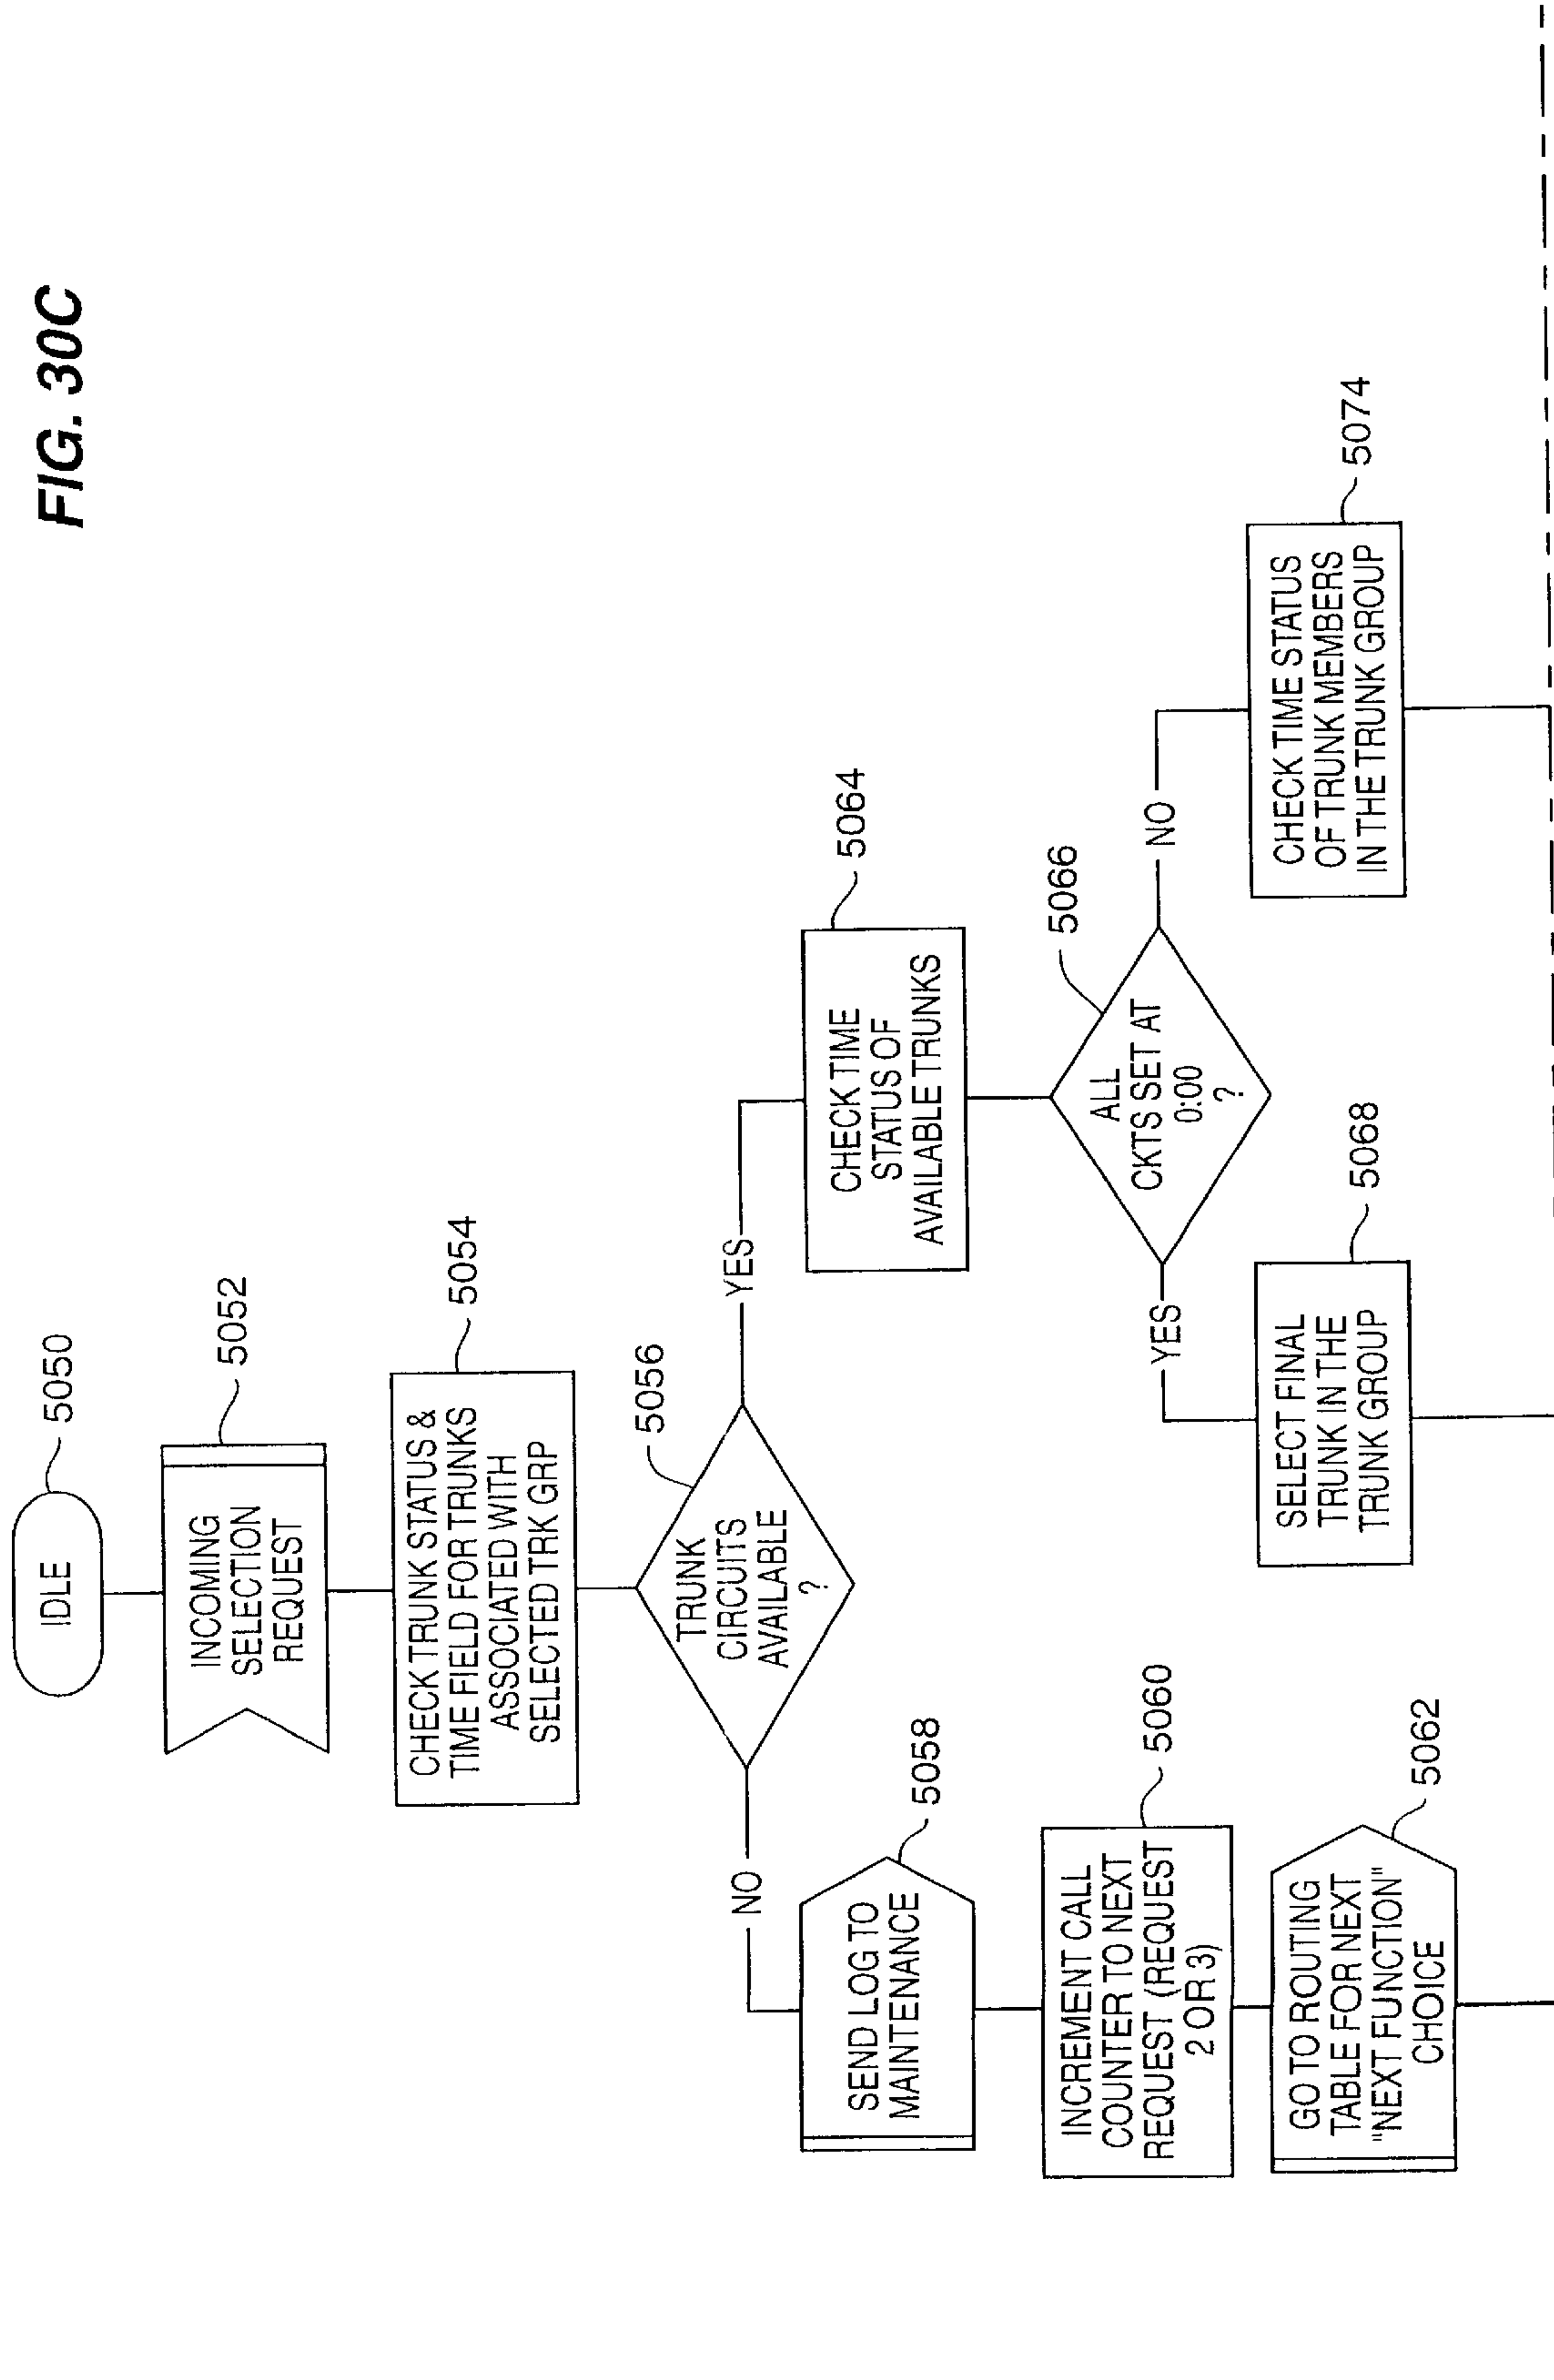 FIG. 30C
IDLE
5050
INCOMING
SELECTION
REQUEST
5052
CHECK TRUNK STATUS &
TIME FIELD FOR TRUNKS
ASSOCIATED WITH
SELECTED TRK GRP
5054
TRUNK
CIRCUITS
AVAILABLE
?
5056
NO
YES
SEND LOG TO
MAINTENANCE
5058
INCREMENT CALL
COUNTER TO NEXT
REQUEST (REQUEST
2 OR 3)
5060
GO TO ROUTING
TABLE FOR NEXT
"NEXT FUNCTION"
CHOICE
5062
CHECK TIME
STATUS OF
AVAILABLE TRUNKS
5064
ALL
CKTS SET AT
0:00
?
5066
YES
NO
SELECT FINAL
TRUNK IN THE
TRUNK GROUP
5068
CHECK TIME STATUS
OF TRUNK MEMBERS
IN THE TRUNK GROUP
5074